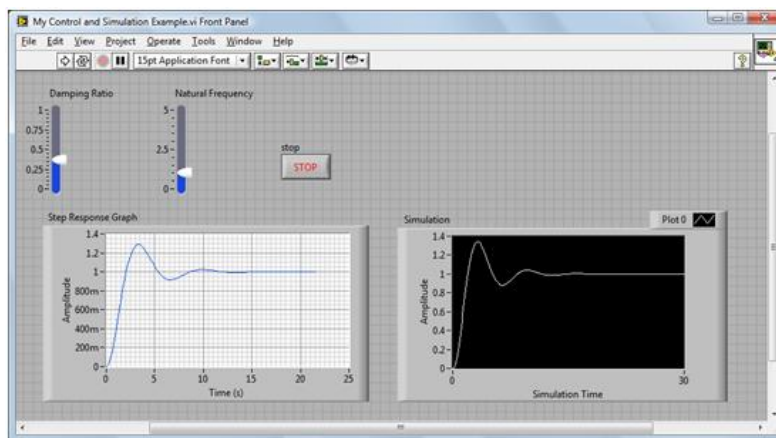 My Control and Simulation Example.vi Front Panel
File Edit View Project Operate Tools Window Help
15pt Application Font
Damping Ratio
1
0.75
0.5
0.25
0
Natural Frequency
5
2.5
0
stop
STOP
Step Response Graph
1.4
1.2
1
800m
600m
400m
200m
0
Amplitude
0 5 10 15 20 25
Time (s)
Simulation
Plot 0
1.4
1.2
1
0.8
0.6
0.4
0.2
0
Amplitude
0 30
Simulation Time